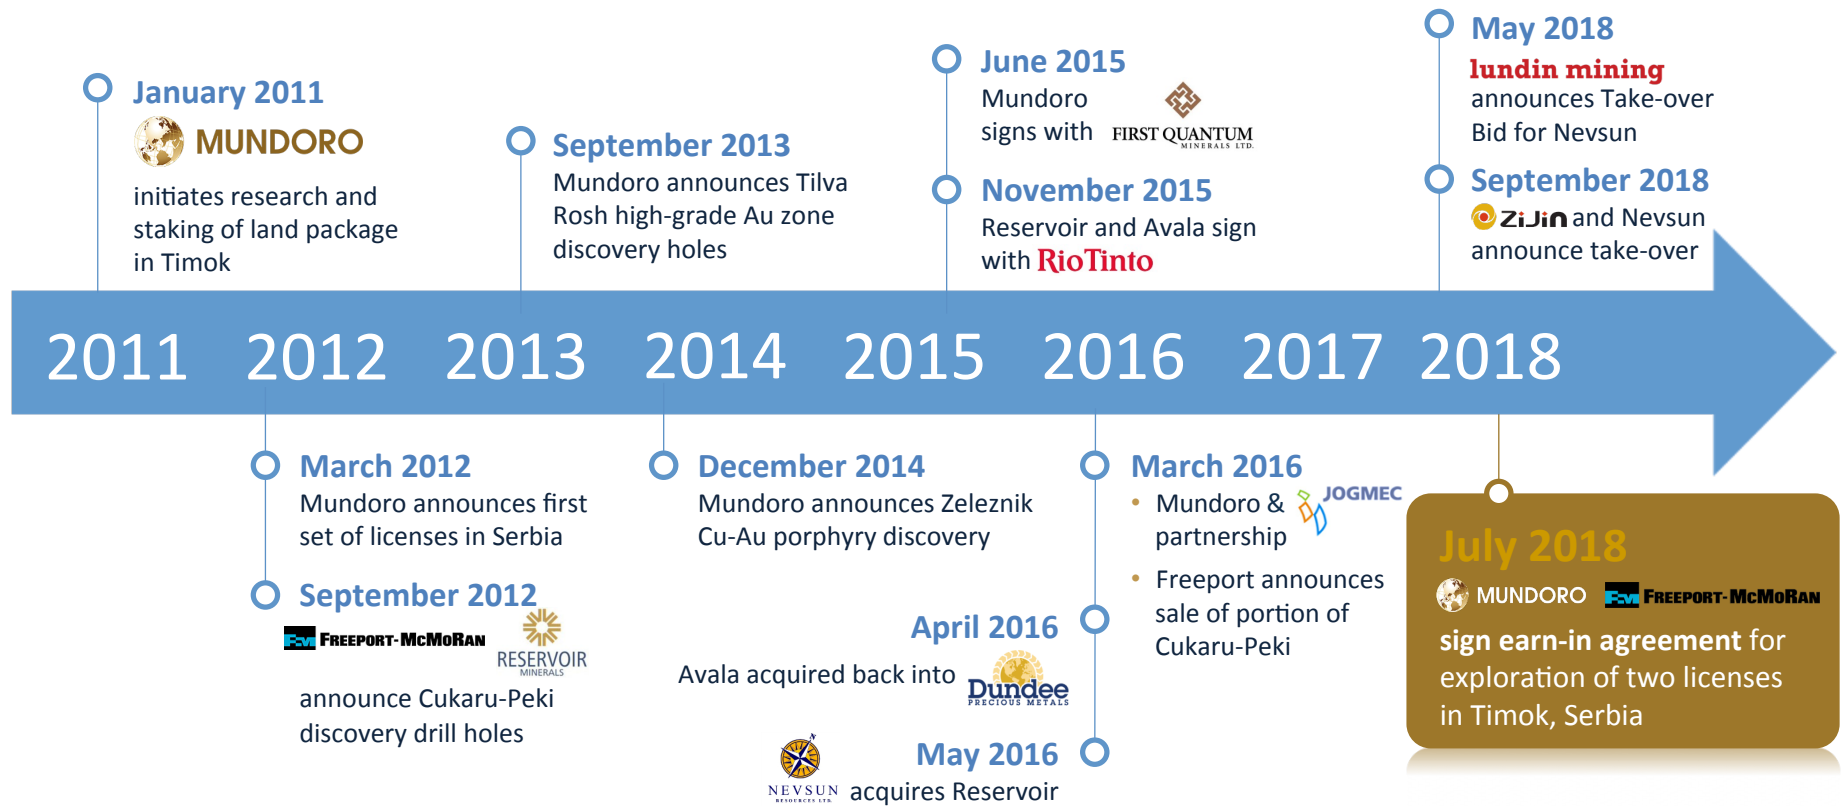 January 2011
MUNDORO
initiates research and
staking of land package
in Timok
September 2013
Mundoro announces Tilva
Rosh high-grade Au zone
discovery holes
June 2015
Mundoro
signs with FIRST QUANTUM
MINERALS LTD.
November 2015
Reservoir and Avala sign
with RioTinto
May 2018
lundin mining
announces Take-over
Bid for Nevsun
September 2018
ZiJin and Nevsun
announce take-over
2011 2012 2013 2014 2015 2016 2017 2018
March 2012
Mundoro announces first
set of licenses in Serbia
September 2012
FM FREEPORT-McMoRAN
RESERVOIR
MINERALS
announce Cukaru-Peki
discovery drill holes
December 2014
Mundoro announces Zeleznik
Cu-Au porphyry discovery
March 2016
• Mundoro & JOGMEC
partnership
• Freeport announces
sale of portion of
Cukaru-Peki
April 2016
Avala acquired back into Dundee
PRECIOUS METALS
May 2016
NEVSUN acquires Reservoir
RESOURCES LTD.
July 2018
MUNDORO FM FREEPORT-McMoRAN
sign earn-in agreement for
exploration of two licenses
in Timok, Serbia